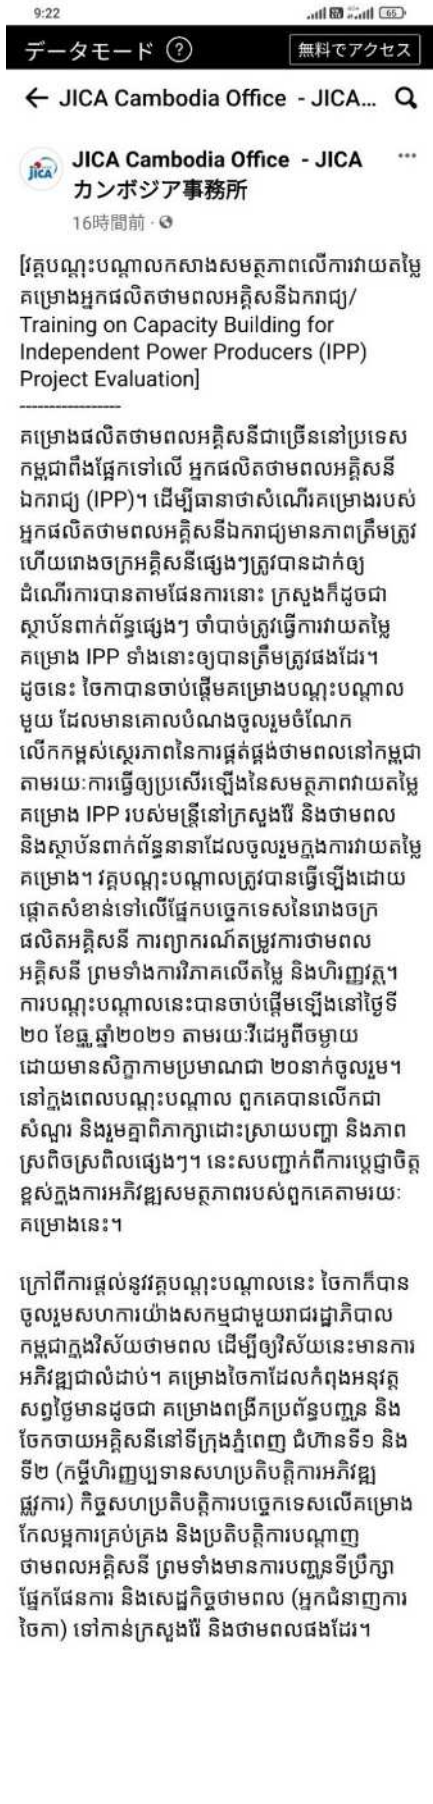 9:22
65
データモード ?
無料でアクセス
JICA Cambodia Office - JICA...
JICA
JICA Cambodia Office - JICA
カンボジア事務所
16時間前 ·
[វគ្គបណ្តុះបណ្តាលកសាងសមត្ថភាពលើការវាយតម្លៃ
គម្រោងអ្នកផលិតថាមពលអគ្គិសនីឯករាជ្យ/
Training on Capacity Building for
Independent Power Producers (IPP)
Project Evaluation]
-----------------
គម្រោងផលិតថាមពលអគ្គិសនីជាច្រើននៅប្រទេស
កម្ពុជាពឹងផ្អែកទៅលើ អ្នកផលិតថាមពលអគ្គិសនី
ឯករាជ្យ (IPP)។ ដើម្បីធានាថាសំណើរគម្រោងរបស់
អ្នកផលិតថាមពលអគ្គិសនីឯករាជ្យមានភាពត្រឹមត្រូវ
ហើយរោងចក្រអគ្គិសនីផ្សេងៗត្រូវបានដាក់ឲ្យ
ដំណើរការបានតាមផែនការនោះ ក្រសួងក៏ដូចជា
ស្ថាប័នពាក់ព័ន្ធផ្សេងៗ ចាំបាច់ត្រូវធ្វើការវាយតម្លៃ
គម្រោង IPP ទាំងនោះឲ្យបានត្រឹមត្រូវផងដែរ។
ដូចនេះ ចៃកាបានចាប់ផ្តើមគម្រោងបណ្តុះបណ្តាល
មួយ ដែលមានគោលបំណងចូលរួមចំណែក
លើកកម្ពស់ស្ថេរភាពនៃការផ្គត់ផ្គង់ថាមពលនៅកម្ពុជា
តាមរយៈការធ្វើឲ្យប្រសើរឡើងនៃសមត្ថភាពវាយតម្លៃ
គម្រោង IPP របស់មន្ត្រីនៅក្រសួងរ៉ែ និងថាមពល
និងស្ថាប័នពាក់ព័ន្ធនានាដែលចូលរួមក្នុងការវាយតម្លៃ
គម្រោង។ វគ្គបណ្តុះបណ្តាលត្រូវបានធ្វើឡើងដោយ
ផ្តោតសំខាន់ទៅលើផ្នែកបច្ចេកទេសនៃរោងចក្រ
ផលិតអគ្គិសនី ការព្យាករណ៍តម្រូវការថាមពល
អគ្គិសនី ព្រមទាំងការវិភាគលើតម្លៃ និងហិរញ្ញវត្ថុ។
ការបណ្តុះបណ្តាលនេះបានចាប់ផ្តើមឡើងនៅថ្ងៃទី
២០ ខែធ្នូ ឆ្នាំ២០២១ តាមរយៈវីដេអូពីចម្ងាយ
ដោយមានសិក្ខាកាមប្រមាណជា ២០នាក់ចូលរួម។
នៅក្នុងពេលបណ្តុះបណ្តាល ពួកគេបានលើកជា
សំណួរ និងរួមគ្នាពិភាក្សាដោះស្រាយបញ្ហា និងភាព
ស្រពិចស្រពិលផ្សេងៗ។ នេះសបញ្ជាក់ពីការប្តេជ្ញាចិត្ត
ខ្ពស់ក្នុងការអភិវឌ្ឍសមត្ថភាពរបស់ពួកគេតាមរយៈ
គម្រោងនេះ។
ក្រៅពីការផ្តល់នូវវគ្គបណ្តុះបណ្តាលនេះ ចៃកាក៏បាន
ចូលរួមសហការយ៉ាងសកម្មជាមួយរាជរដ្ឋាភិបាល
កម្ពុជាក្នុងវិស័យថាមពល ដើម្បីឲ្យវិស័យនេះមានការ
អភិវឌ្ឍជាលំដាប់។ គម្រោងចៃកាដែលកំពុងអនុវត្ត
សព្វថ្ងៃមានដូចជា គម្រោងពង្រីកប្រព័ន្ធបញ្ជូន និង
ចែកចាយអគ្គិសនីនៅទីក្រុងភ្នំពេញ ជំហ៊ានទី១ និង
ទី២ (កម្ចីហិរញ្ញប្បទានសហប្រតិបត្តិការអភិវឌ្ឍ
ផ្លូវការ) កិច្ចសហប្រតិបត្តិការបច្ចេកទេសលើគម្រោង
កែលម្អការគ្រប់គ្រង និងប្រតិបត្តិការបណ្តាញ
ថាមពលអគ្គិសនី ព្រមទាំងមានការបញ្ជូនទីប្រឹក្សា
ផ្នែកផែនការ និងសេដ្ឋកិច្ចថាមពល (អ្នកជំនាញការ
ចៃកា) ទៅកាន់ក្រសួងរ៉ែ និងថាមពលផងដែរ។